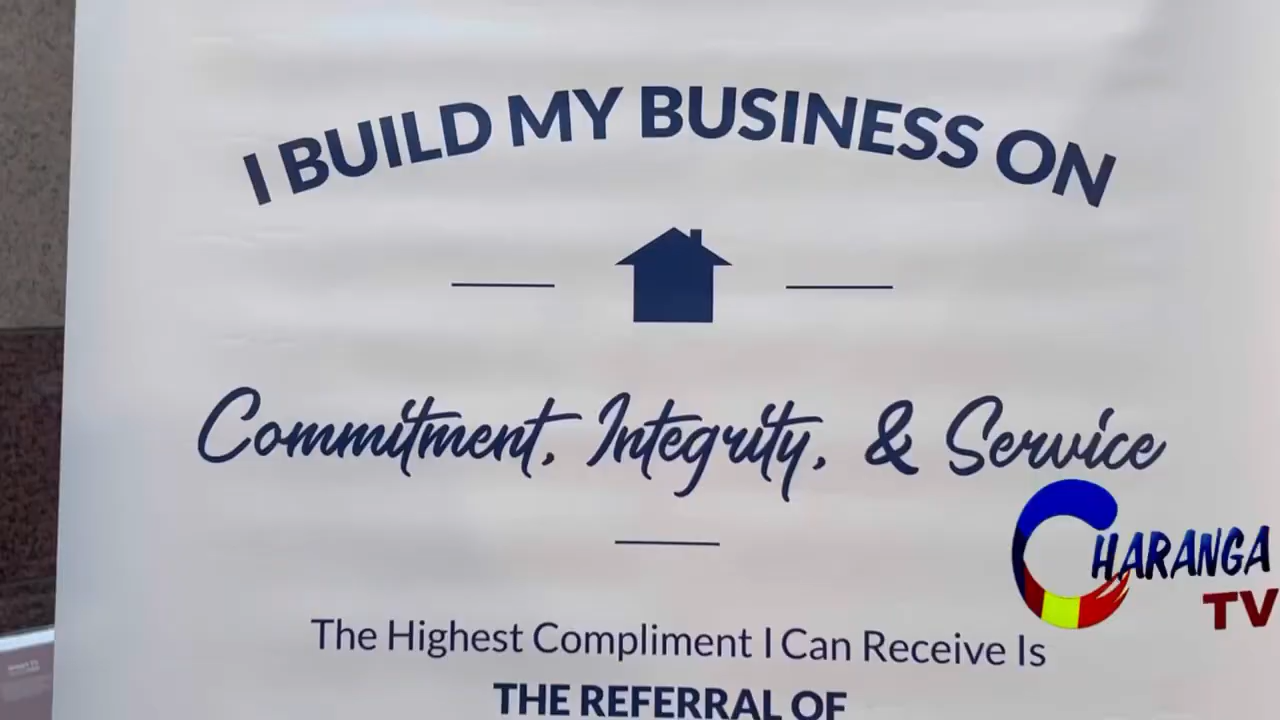 I BUILD MY BUSINESS ON
Commitment, Integrity, & Service
CHARANGA
TV
The Highest Compliment I Can Receive Is
THE REFERRAL OF